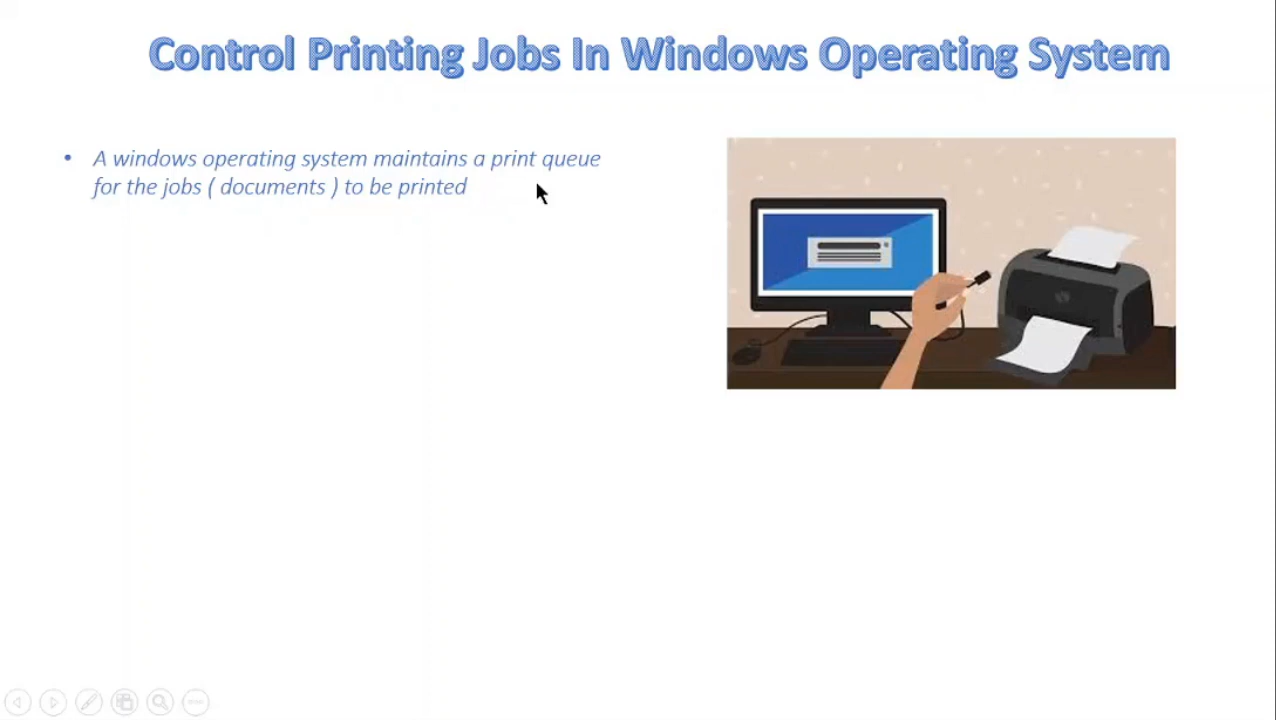 Control Printing Jobs In Windows Operating System
• A windows operating system maintains a print queue
for the jobs ( documents ) to be printed